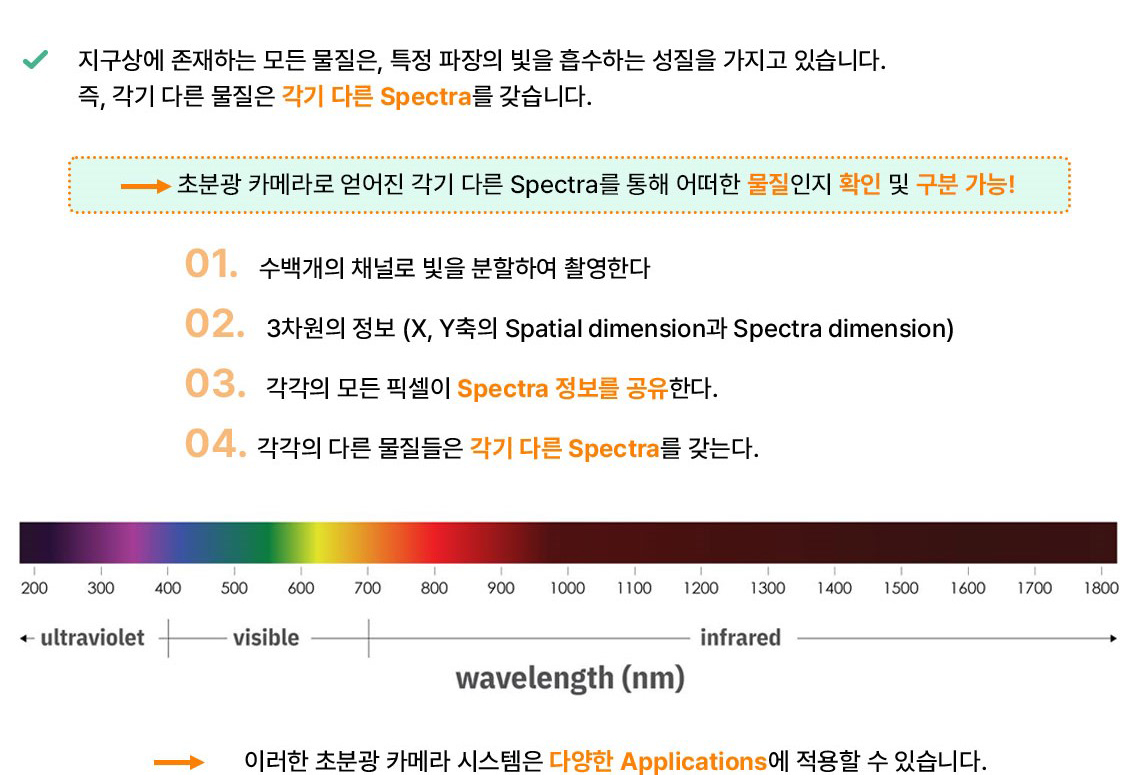 지구상에 존재하는 모든 물질은, 특정 파장의 빛을 흡수하는 성질을 가지고 있습니다.
즉, 각기 다른 물질은 각기 다른 Spectra를 갖습니다.
초분광 카메라로 얻어진 각기 다른 Spectra를 통해 어떠한 물질인지 확인 및 구분 가능!
01. 수백개의 채널로 빛을 분할하여 촬영한다
02. 3차원의 정보 (X, Y축의 Spatial dimension과 Spectra dimension)
03. 각각의 모든 픽셀이 Spectra 정보를 공유한다.
04. 각각의 다른 물질들은 각기 다른 Spectra를 갖는다.
200 300 400 500 600 700 800 900 1000 1100 1200 1300 1400 1500 1600 1700 1800
ultraviolet visible infrared
wavelength (nm)
이러한 초분광 카메라 시스템은 다양한 Applications에 적용할 수 있습니다.